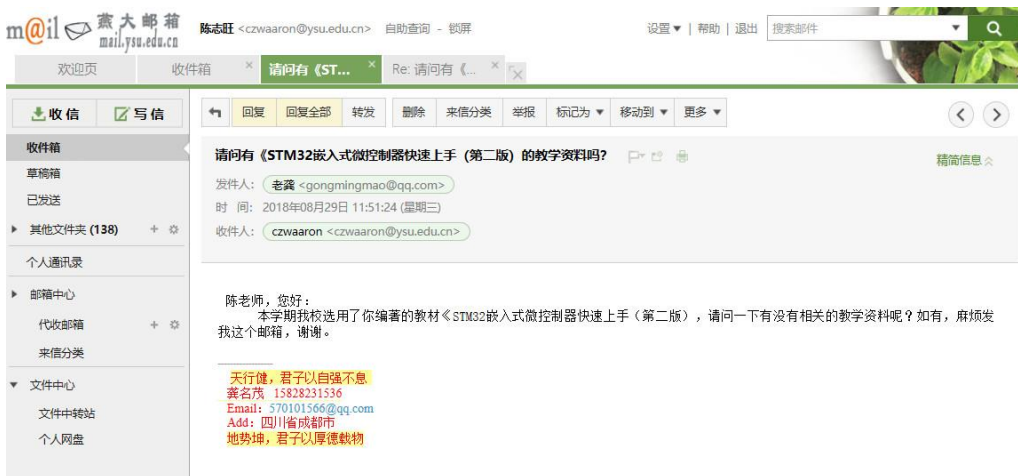 m@il 燕大邮箱
mail.ysu.edu.cn
陈志旺 <czwaaron@ysu.edu.cn> 自助查询 - 锁屏
设置▼ | 帮助 | 退出 搜索邮件
欢迎页 收件箱 × 请问有《ST... × Re: 请问有《... ×
收信 写信
回复 回复全部 转发 删除 来信分类 举报 标记为 ▼ 移动到 ▼ 更多 ▼
收件箱
草稿箱
已发送
其他文件夹 (138) +
个人通讯录
邮箱中心
代收邮箱 +
来信分类
文件中心
文件中转站
个人网盘
请问有《STM32嵌入式微控制器快速上手（第二版）的教学资料吗？
精简信息
发件人： 老龚 <gongmingmao@qq.com>
时 间： 2018年08月29日 11:51:24 (星期三)
收件人： czwaaron <czwaaron@ysu.edu.cn>
陈老师，您好：
本学期我校选用了你编著的教材《STM32嵌入式微控制器快速上手（第二版），请问一下有没有相关的教学资料呢？如有，麻烦发
我这个邮箱，谢谢。
天行健，君子以自强不息
龚名茂 15828231536
Email: 570101566@qq.com
Add: 四川省成都市
地势坤，君子以厚德载物